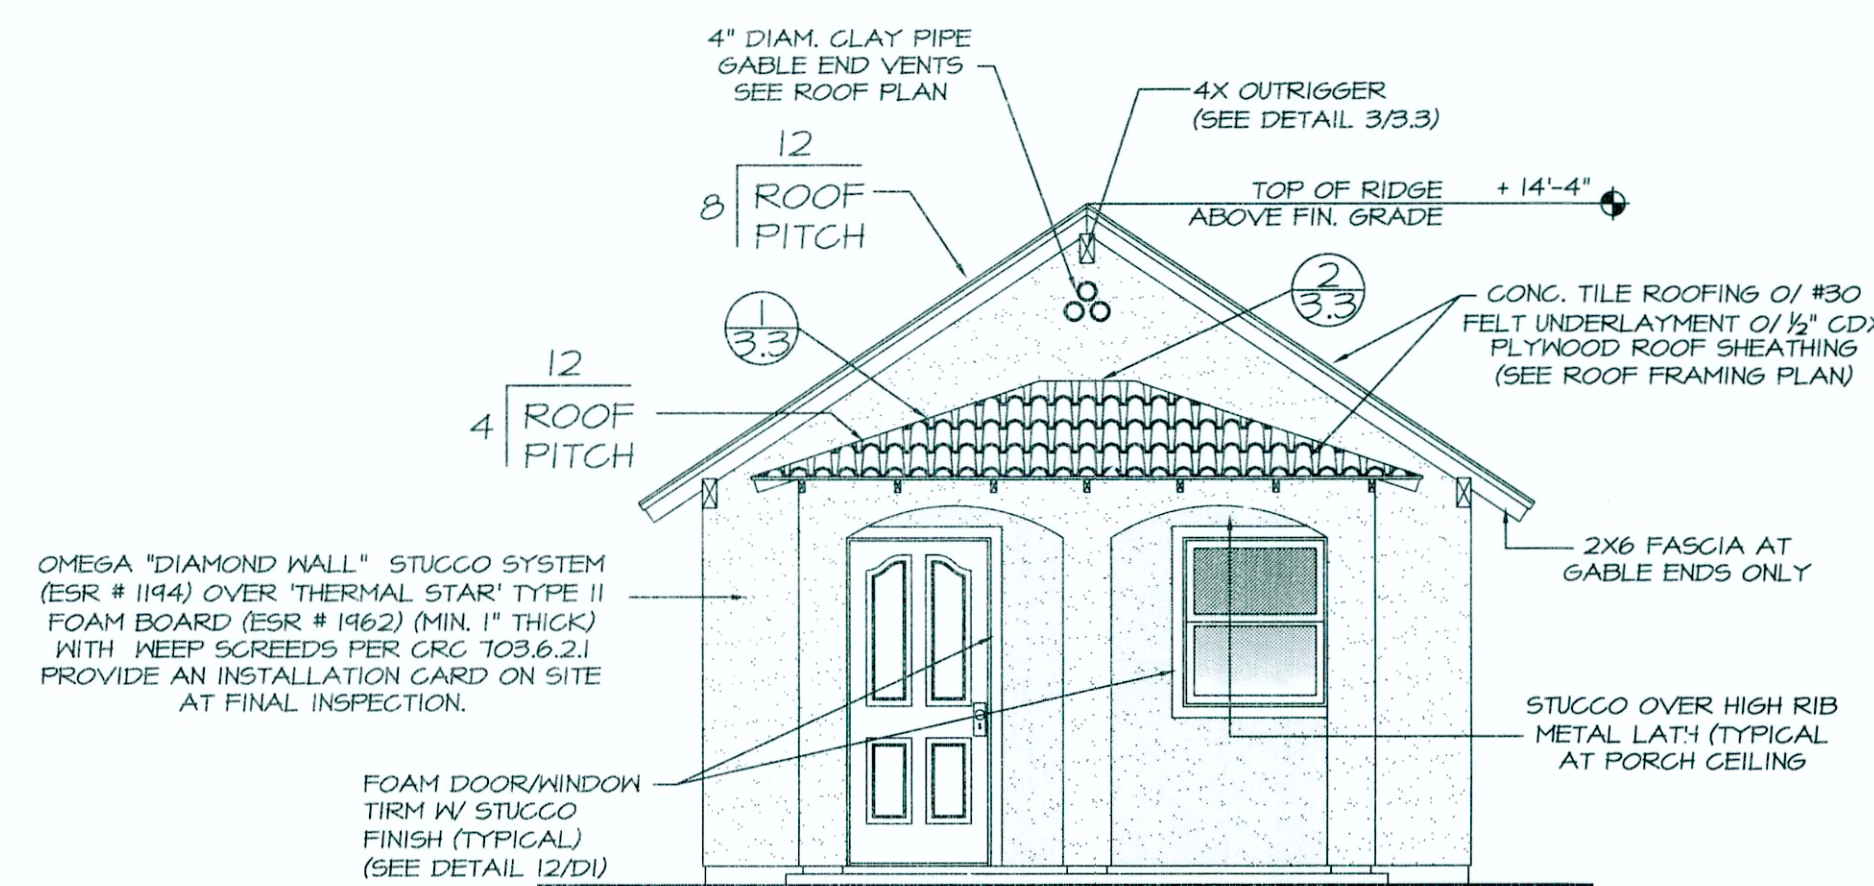 4" DIAM. CLAY PIPE
GABLE END VENTS
SEE ROOF PLAN
4X OUTRIGGER
(SEE DETAIL 3/3.3)
12
8
ROOF
PITCH
TOP OF RIDGE + 14'-4"
ABOVE FIN. GRADE
1
3.3
2
3.3
CONC. TILE ROOFING O/ #30
FELT UNDERLAYMENT O/ ½" CDX
PLYWOOD ROOF SHEATHING
(SEE ROOF FRAMING PLAN)
12
4
ROOF
PITCH
OMEGA "DIAMOND WALL" STUCCO SYSTEM
(ESR # 1194) OVER 'THERMAL STAR' TYPE II
FOAM BOARD (ESR # 1962) (MIN. 1" THICK)
WITH WEEP SCREEDS PER CRC 703.6.2.1
PROVIDE AN INSTALLATION CARD ON SITE
AT FINAL INSPECTION.
2X6 FASCIA AT
GABLE ENDS ONLY
STUCCO OVER HIGH RIB
METAL LATH (TYPICAL
AT PORCH CEILING
FOAM DOOR/WINDOW
TIRM W/ STUCCO
FINISH (TYPICAL)
(SEE DETAIL 12/D1)